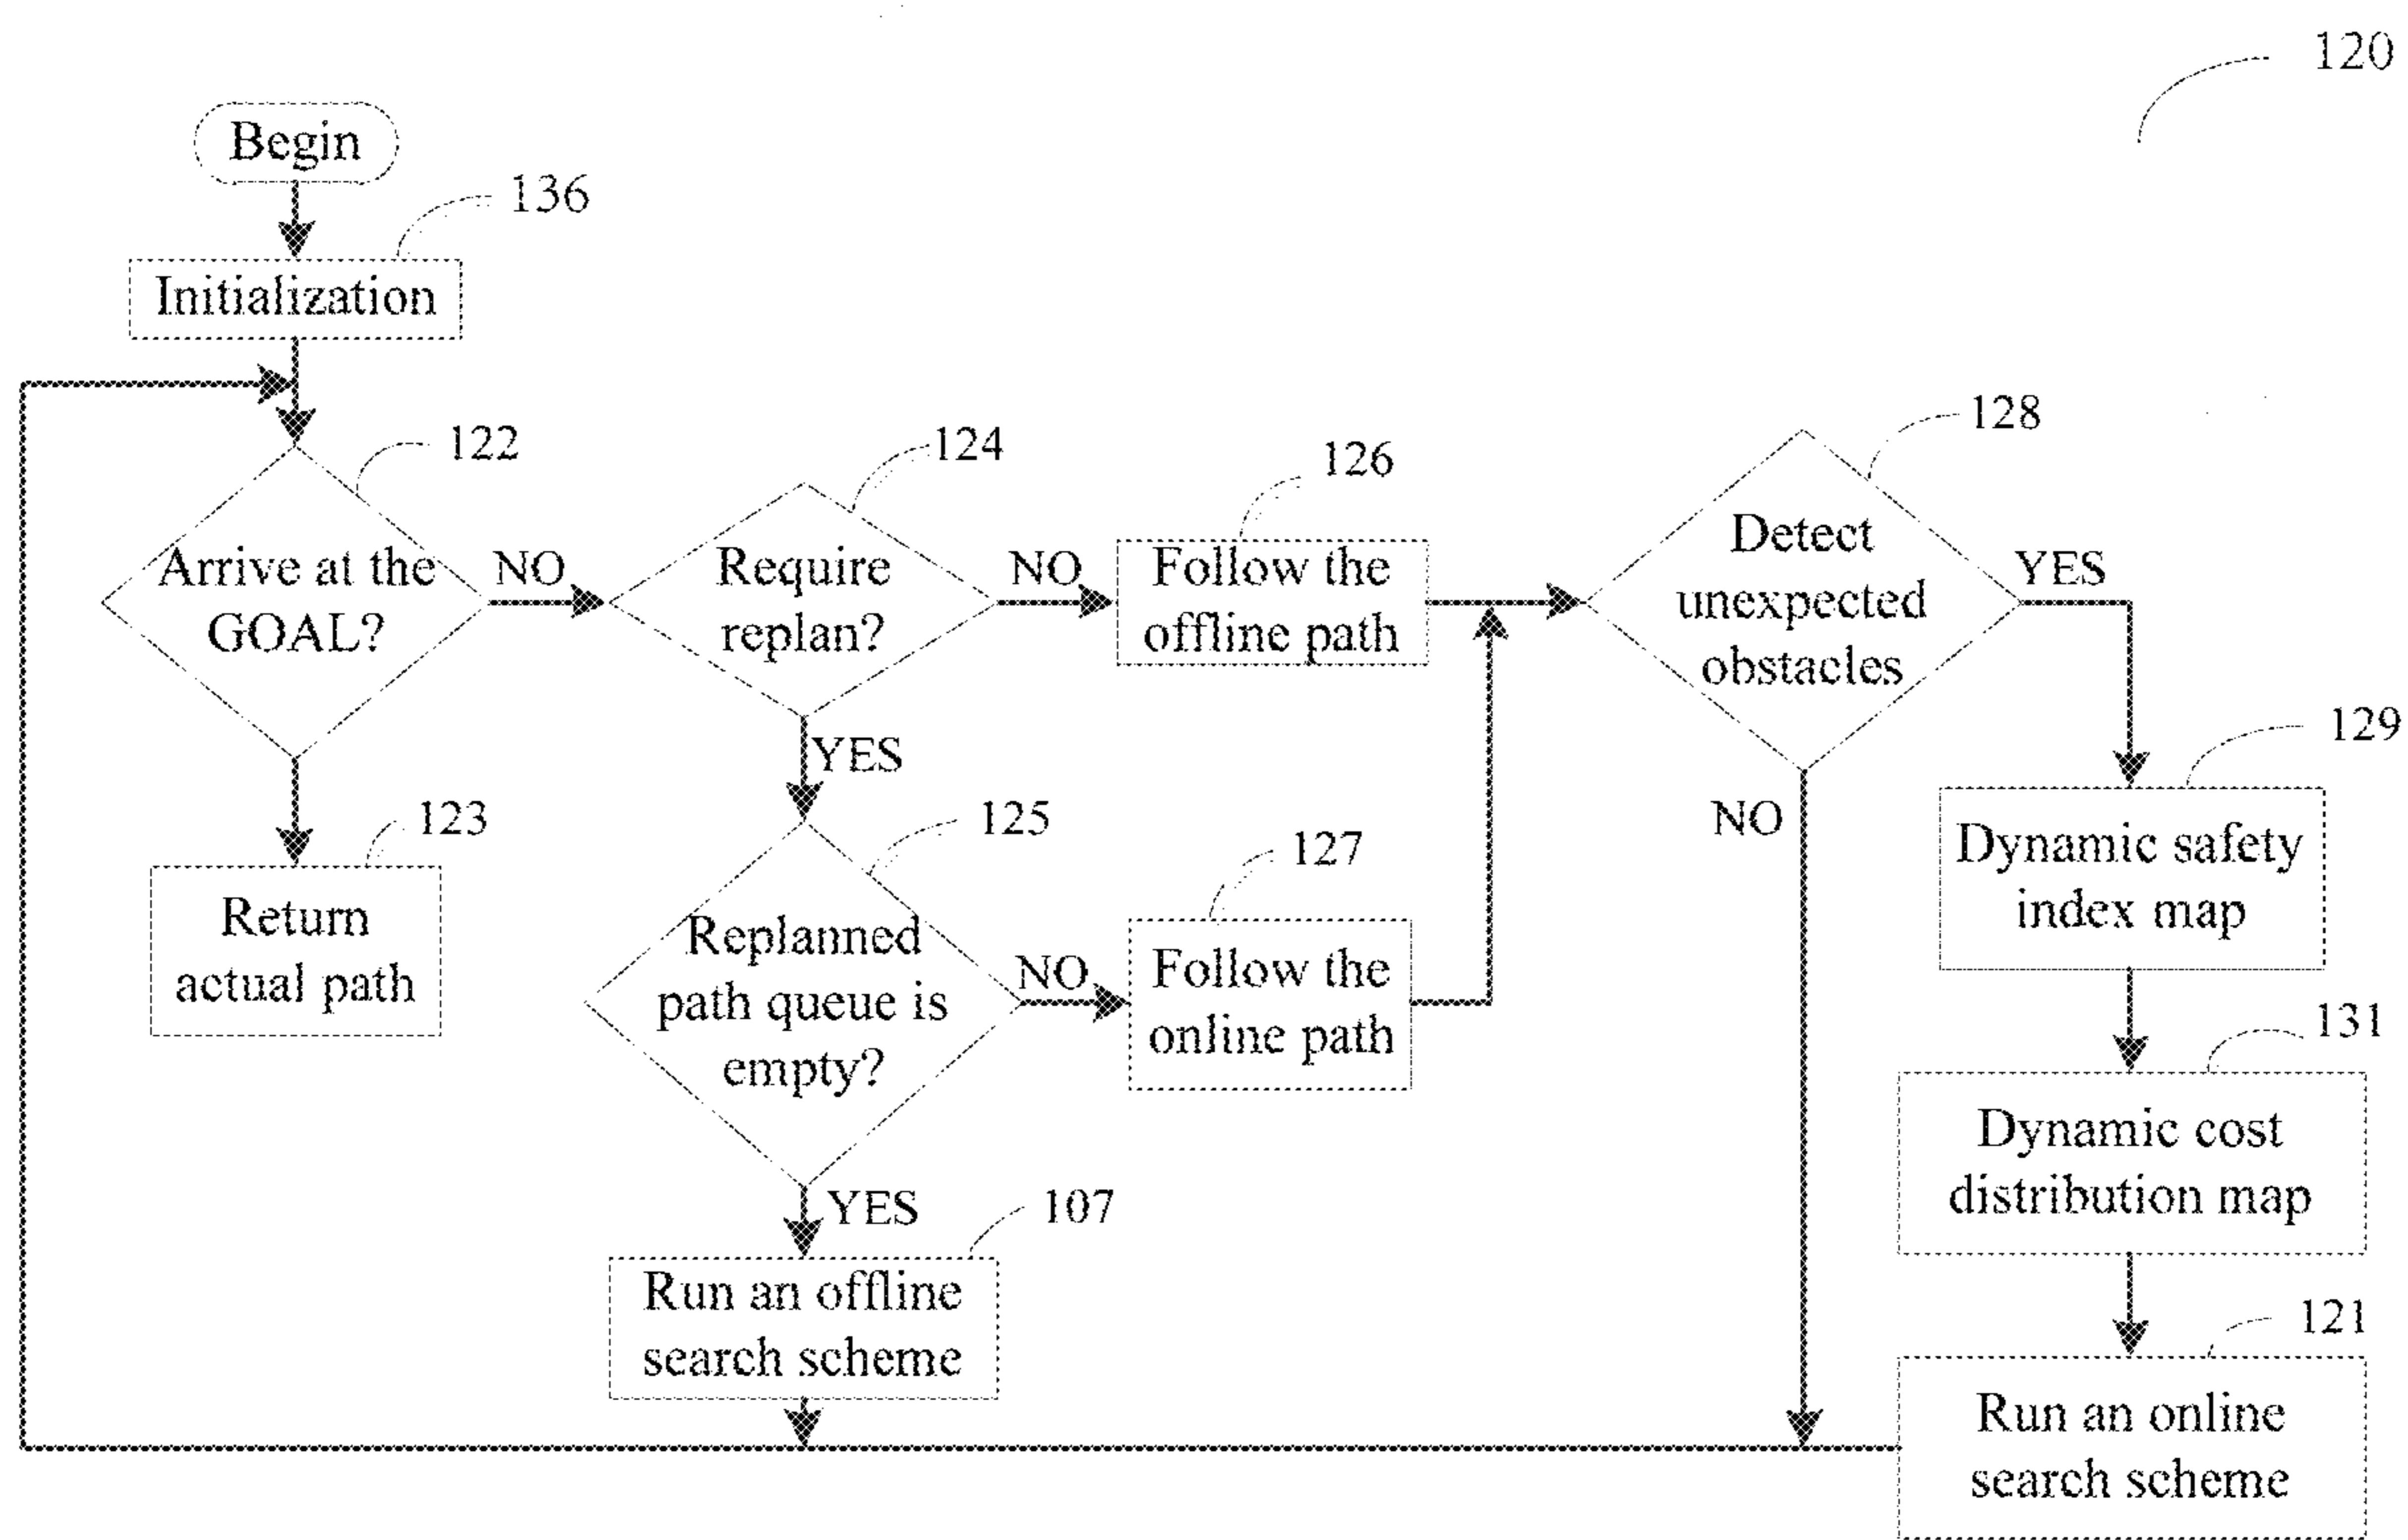 120
Begin
136
Initialization
122
124
126
128
Arrive at the
GOAL?
NO
Require
replan?
NO
Follow the
offline path
Detect
unexpected
obstacles
YES
YES
129
123
125
127
NO
Dynamic safety
index map
Return
actual path
Replanned
path queue is
empty?
NO
Follow the
online path
131
Dynamic cost
distribution map
YES
107
Run an offline
search scheme
121
Run an online
search scheme